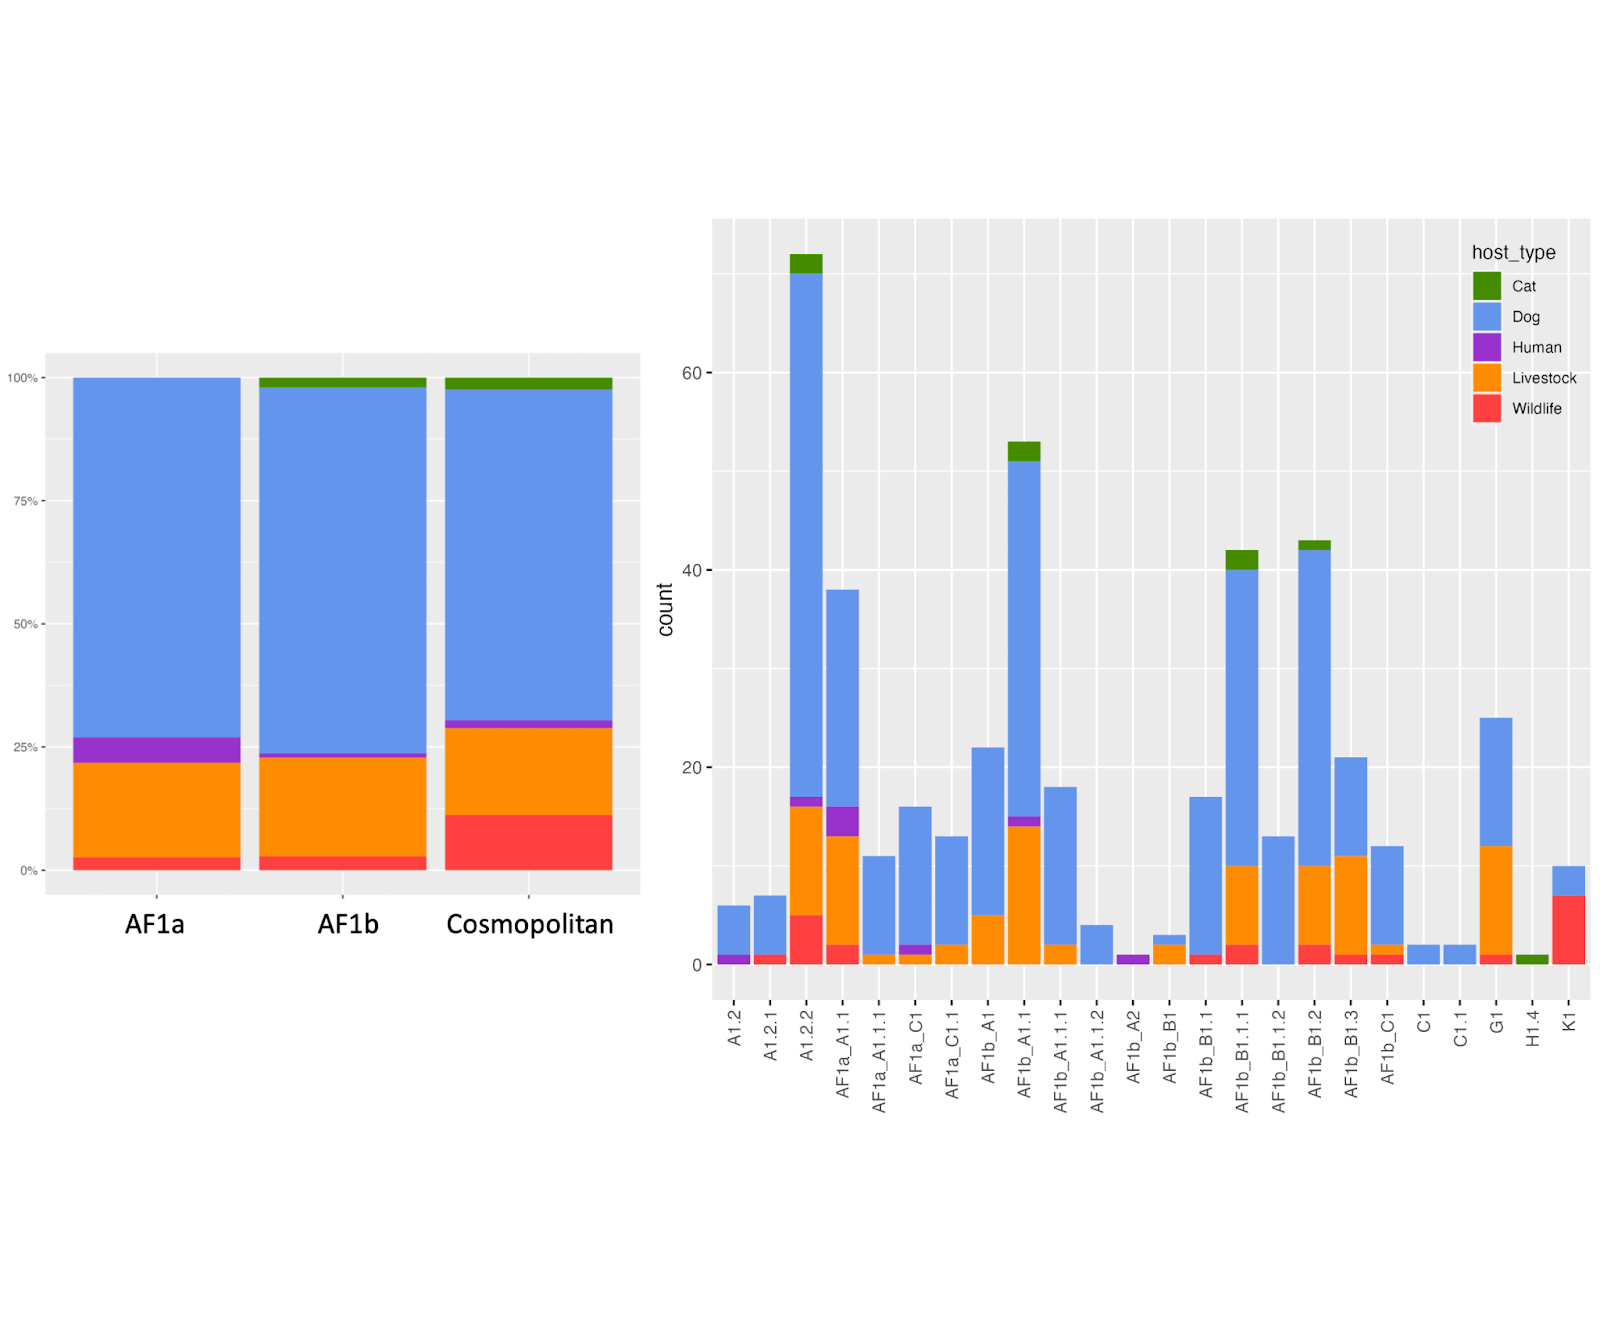 100%
75%
50%
25%
0%
AF1a
AF1b
Cosmopolitan
count
60
40
20
0
host_type
Cat
Dog
Human
Livestock
Wildlife
A1.2
A1.2.1
A1.2.2
AF1a_A1.1
AF1a_A1.1.1
AF1a_C1
AF1a_C1.1
AF1b_A1
AF1b_A1.1
AF1b_A1.1.1
AF1b_A1.1.2
AF1b_A2
AF1b_B1
AF1b_B1.1
AF1b_B1.1.1
AF1b_B1.1.2
AF1b_B1.2
AF1b_B1.3
AF1b_C1
C1
C1.1
G1
H1.4
K1